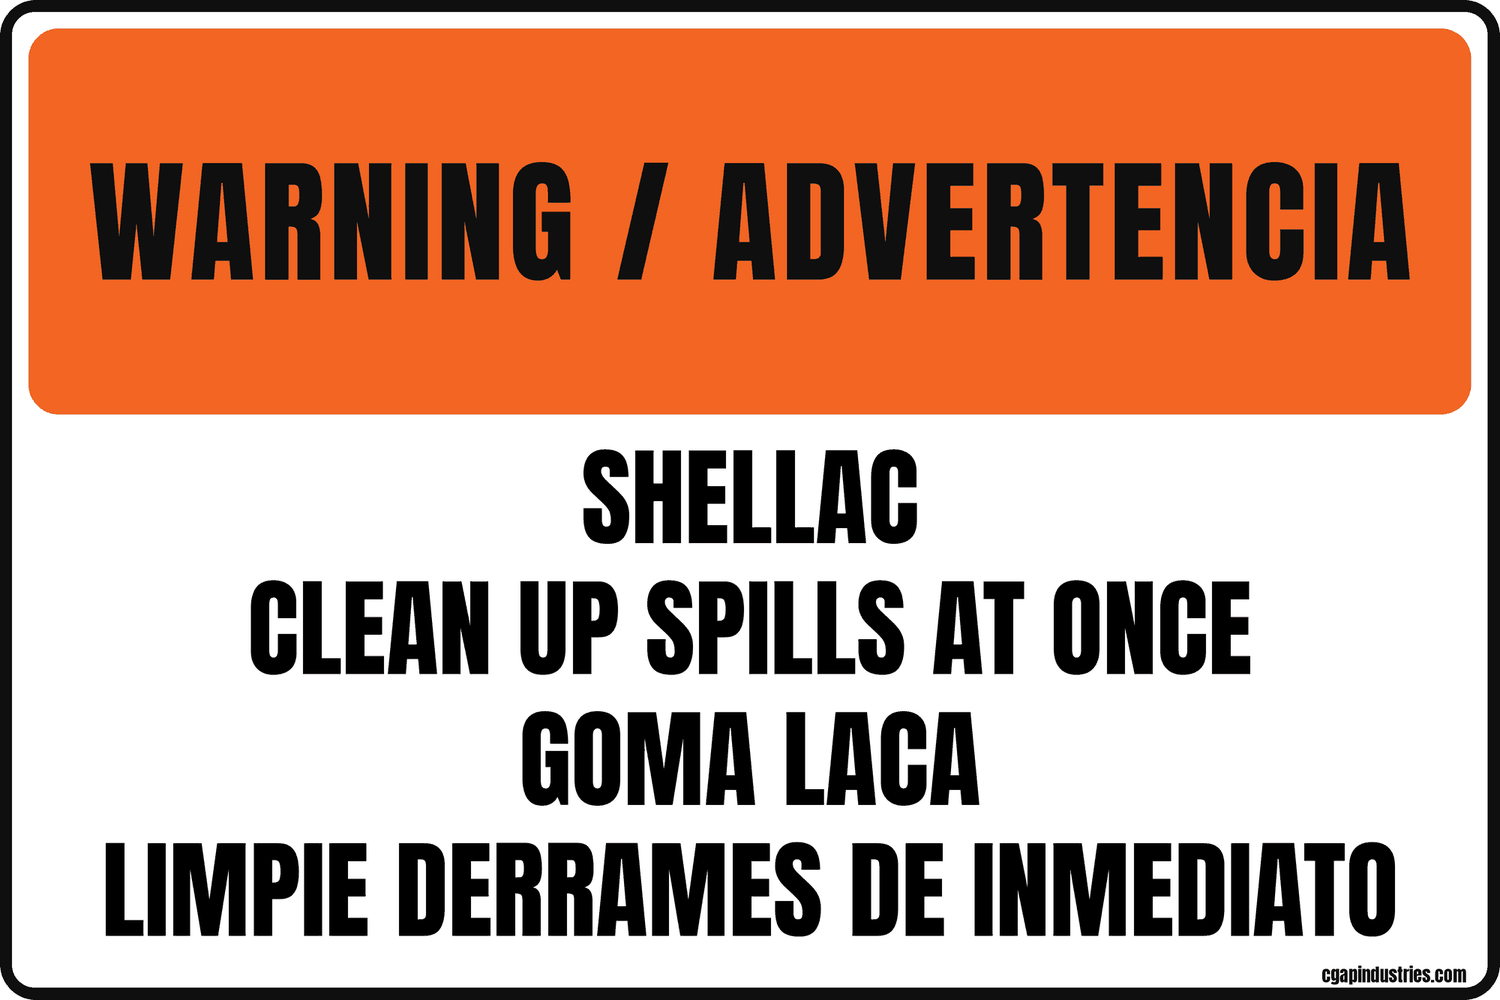 WARNING / ADVERTENCIA
SHELLAC
CLEAN UP SPILLS AT ONCE
GOMA LACA
LIMPIE DERRAMES DE INMEDIATO
cgapindustries.com